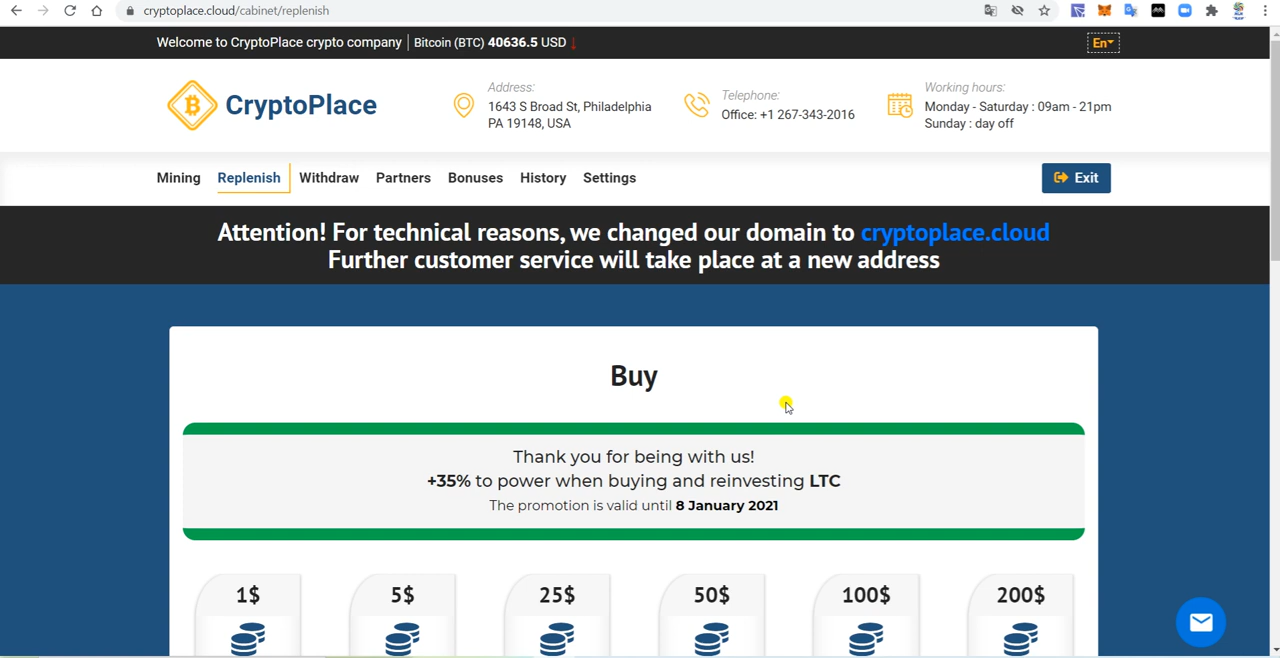 cryptoplace.cloud/cabinet/replenish
Welcome to CryptoPlace crypto company | Bitcoin (BTC) 40636.5 USD ↓
En
CryptoPlace
Address:
1643 S Broad St, Philadelphia
PA 19148, USA
Telephone:
Office: +1 267-343-2016
Working hours:
Monday - Saturday : 09am - 21pm
Sunday : day off
Mining Replenish Withdraw Partners Bonuses History Settings
Exit
Attention! For technical reasons, we changed our domain to cryptoplace.cloud
Further customer service will take place at a new address
Buy
Thank you for being with us!
+35% to power when buying and reinvesting LTC
The promotion is valid until 8 January 2021
1$ 5$ 25$ 50$ 100$ 200$